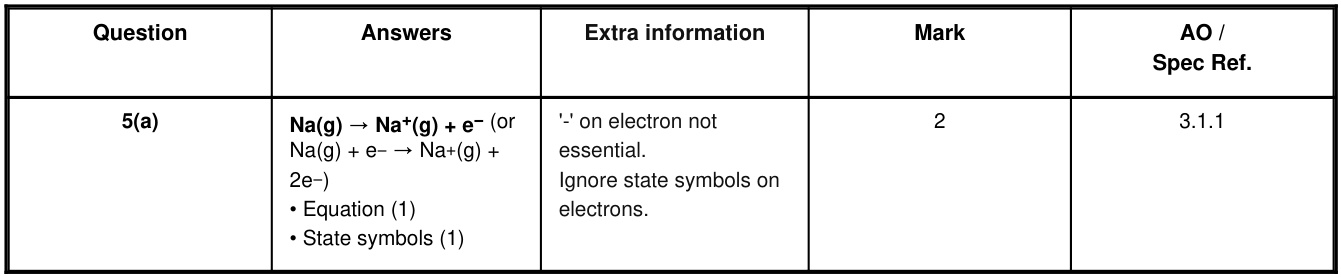 Question Answers Extra information Mark AO /
Spec Ref.
5(a) Na(g) → Na⁺(g) + e⁻ (or '-' on electron not 2 3.1.1
Na(g) + e– → Na+(g) + essential.
2e–) Ignore state symbols on
• Equation (1) electrons.
• State symbols (1)